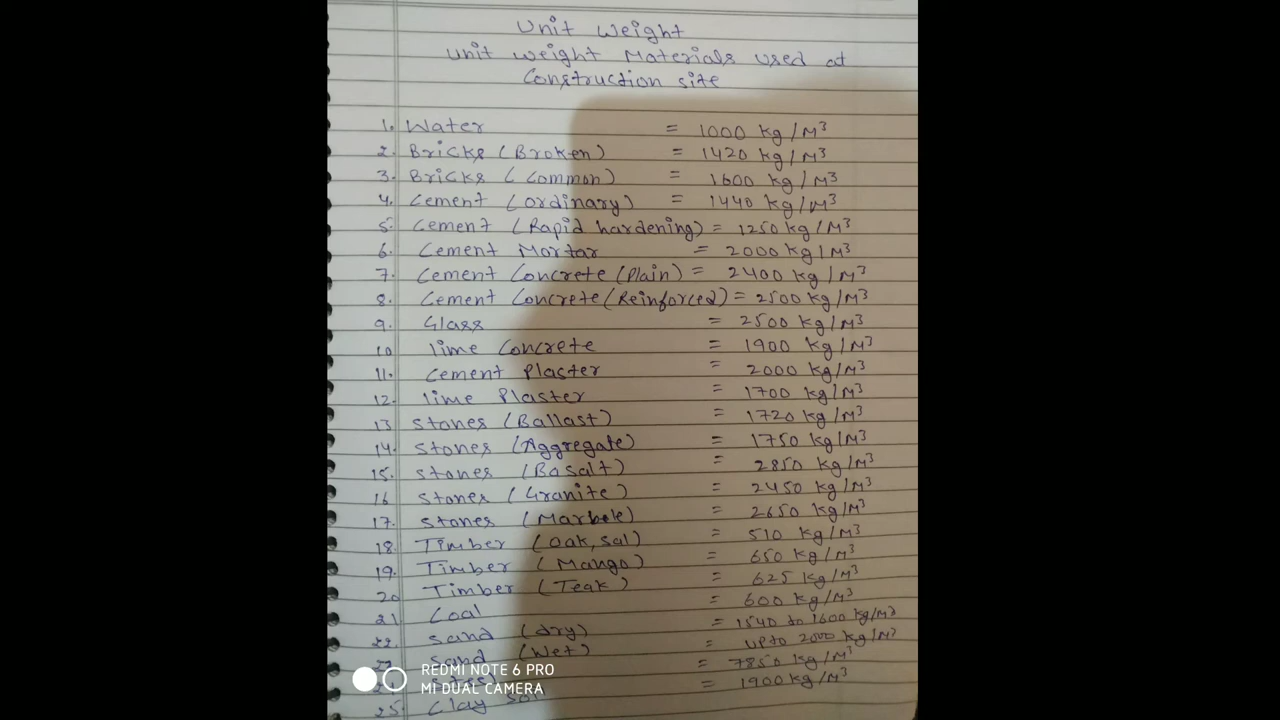 Unit Weight
Unit Weight Materials used at
Construction site
1. Water = 1000 kg/M³
2. Bricks (Broken) = 1420 kg/M³
3. Bricks (Common) = 1600 kg/M³
4. Cement (ordinary) = 1440 kg/M³
5. Cement (Rapid hardening) = 1250 kg/M³
6. Cement Mortar = 2000 kg/M³
7. Cement Concrete (Plain) = 2400 kg/M³
8. Cement Concrete (Reinforced) = 2500 kg/M³
9. Glass = 2500 kg/M³
10 lime Concrete = 1900 kg/M³
11. Cement Plaster = 2000 kg/M³
12. lime Plaster = 1700 kg/M³
13 Stones (Ballast) = 1720 kg/M³
14. Stones (Aggregate) = 1750 kg/M³
15. Stones (Basalt) = 2850 kg/M³
16 Stones (Granite) = 2450 kg/M³
17. Stones (Marble) = 2650 kg/M³
18. Timber (Oak, sal) = 510 kg/M³
19. Timber (Mango) = 650 kg/M³
20 Timber (Teak) = 625 kg/M³
21 Coal = 600 kg/M³
22. Sand (dry) = 1540 to 1600 kg/M³
Sand (Wet) = upto 2000 kg/M³
= 7850 kg/M³
25. Clay = 1900 kg/M³
REDMI NOTE 6 PRO
MI DUAL CAMERA